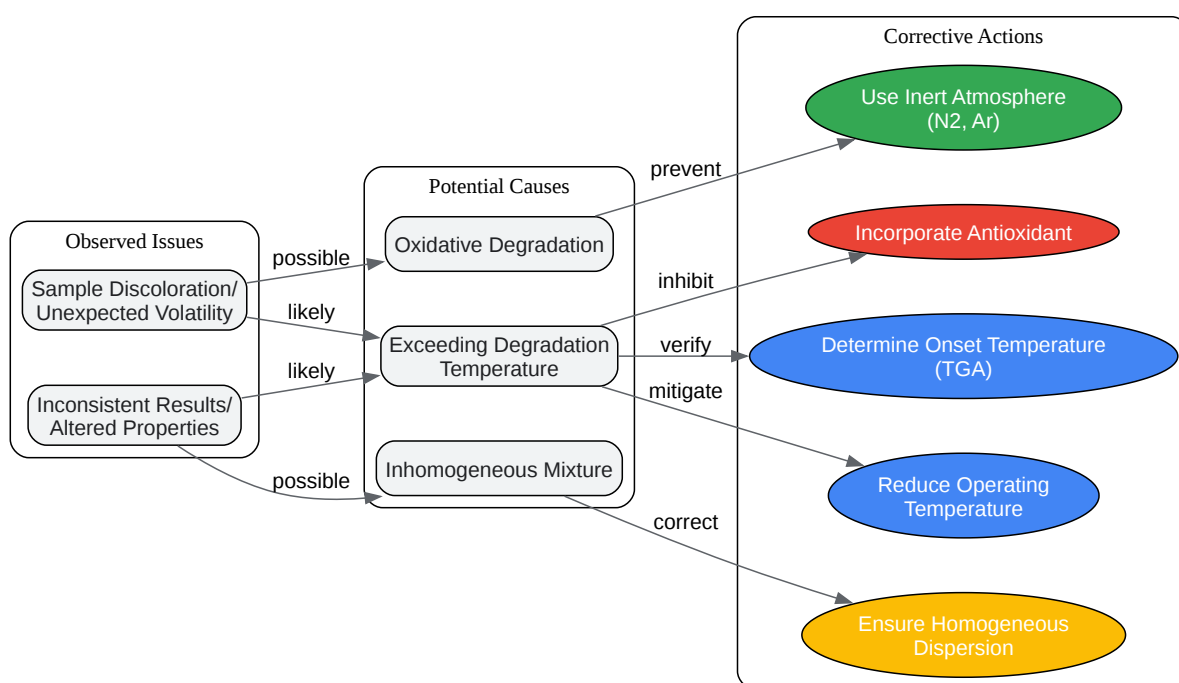 Observed Issues
Sample Discoloration/
Unexpected Volatility
Inconsistent Results/
Altered Properties
possible
likely
likely
possible
Potential Causes
Oxidative Degradation
Exceeding Degradation
Temperature
Inhomogeneous Mixture
prevent
inhibit
verify
mitigate
correct
Corrective Actions
Use Inert Atmosphere
(N2, Ar)
Incorporate Antioxidant
Determine Onset Temperature
(TGA)
Reduce Operating
Temperature
Ensure Homogeneous
Dispersion